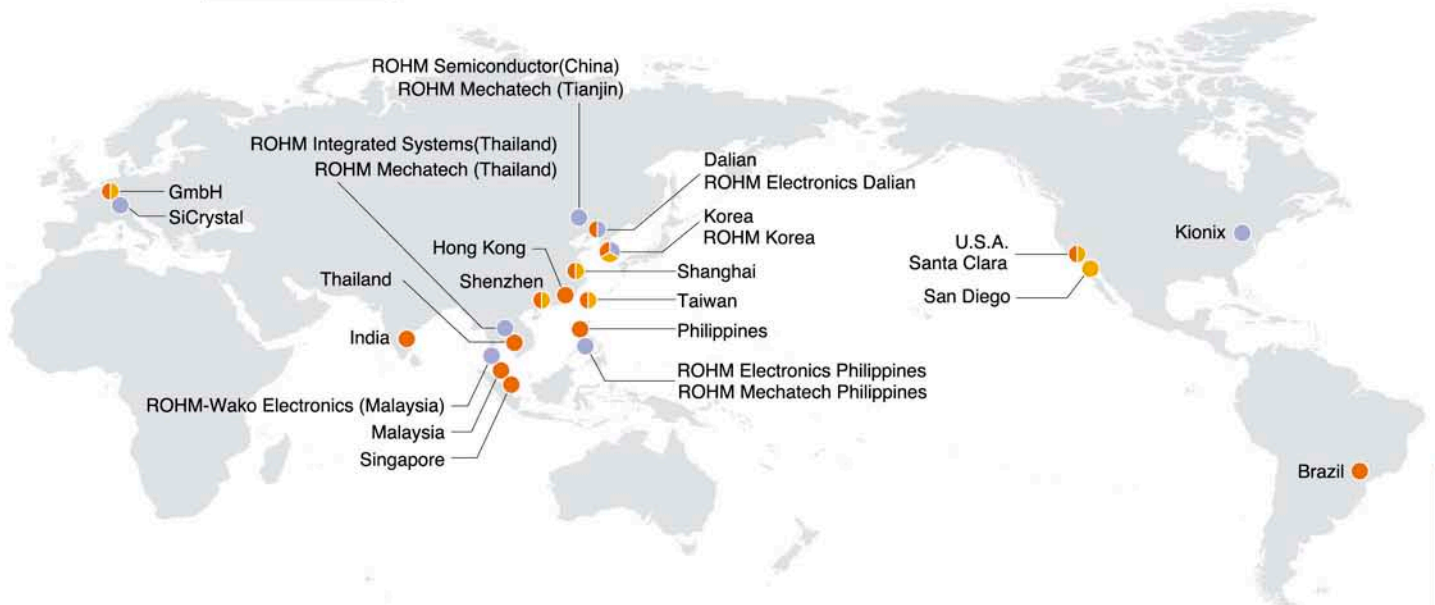 ROHM Semiconductor(China)
ROHM Mechatech (Tianjin)
ROHM Integrated Systems(Thailand)
ROHM Mechatech (Thailand)
Dalian
ROHM Electronics Dalian
GmbH
SiCrystal
Korea
ROHM Korea
Hong Kong
Shanghai
Shenzhen
Thailand
Taiwan
India
Philippines
ROHM Electronics Philippines
ROHM Mechatech Philippines
ROHM-Wako Electronics (Malaysia)
Malaysia
Singapore
Kionix
U.S.A.
Santa Clara
San Diego
Brazil